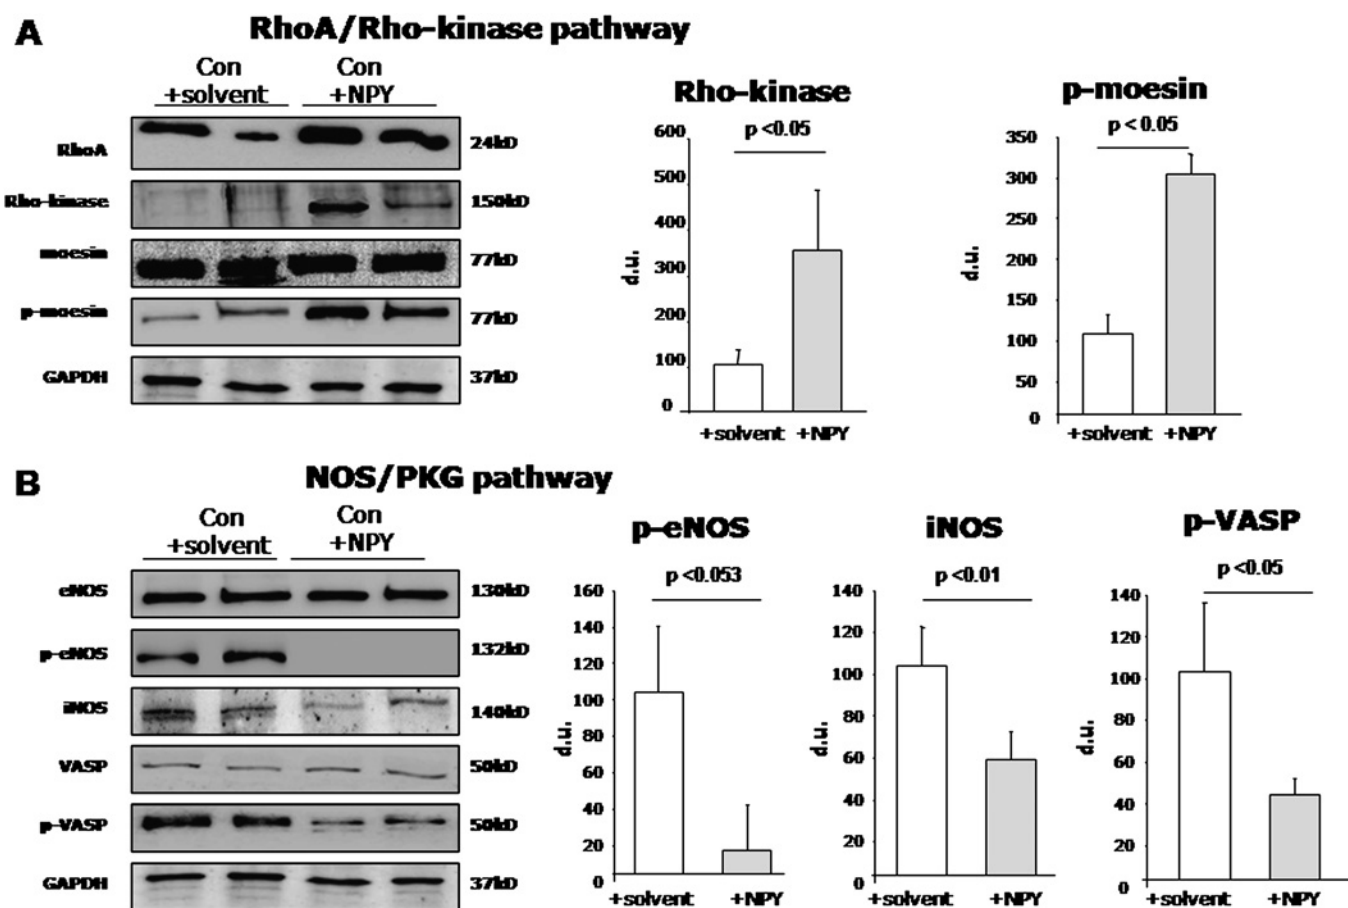 A
RhoA/Rho-kinase pathway
Con
+solvent
Con
+NPY
RhoA
24kD
Rho-kinase
150kD
moesin
77kD
p-moesin
77kD
GAPDH
37kD
Rho-kinase
p <0.05
600
500
400
300
200
100
0
d.u.
+solvent +NPY
p-moesin
p < 0.05
350
300
250
200
150
100
50
0
d.u.
+solvent +NPY
B
NOS/PKG pathway
Con
+solvent
Con
+NPY
eNOS
130kD
p-eNOS
132kD
iNOS
140kD
VASP
50kD
p-VASP
50kD
GAPDH
37kD
p-eNOS
p <0.053
160
140
120
100
80
60
40
20
0
d.u.
+solvent +NPY
iNOS
p <0.01
140
120
100
80
60
40
20
0
d.u.
+solvent +NPY
p-VASP
p <0.05
140
120
100
80
60
40
20
0
d.u.
+solvent +NPY